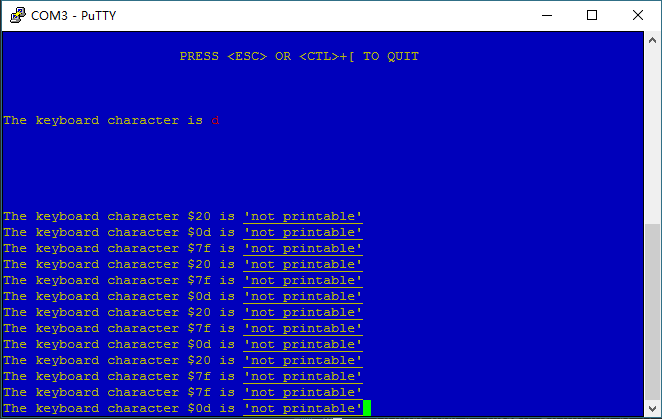 COM3 - PuTTY
PRESS <ESC> OR <CTL>+[ TO QUIT
The keyboard character is d
The keyboard character $20 is 'not printable'
The keyboard character $0d is 'not printable'
The keyboard character $7f is 'not printable'
The keyboard character $20 is 'not printable'
The keyboard character $7f is 'not printable'
The keyboard character $0d is 'not printable'
The keyboard character $20 is 'not printable'
The keyboard character $7f is 'not printable'
The keyboard character $0d is 'not printable'
The keyboard character $20 is 'not printable'
The keyboard character $7f is 'not printable'
The keyboard character $7f is 'not printable'
The keyboard character $0d is 'not printable'